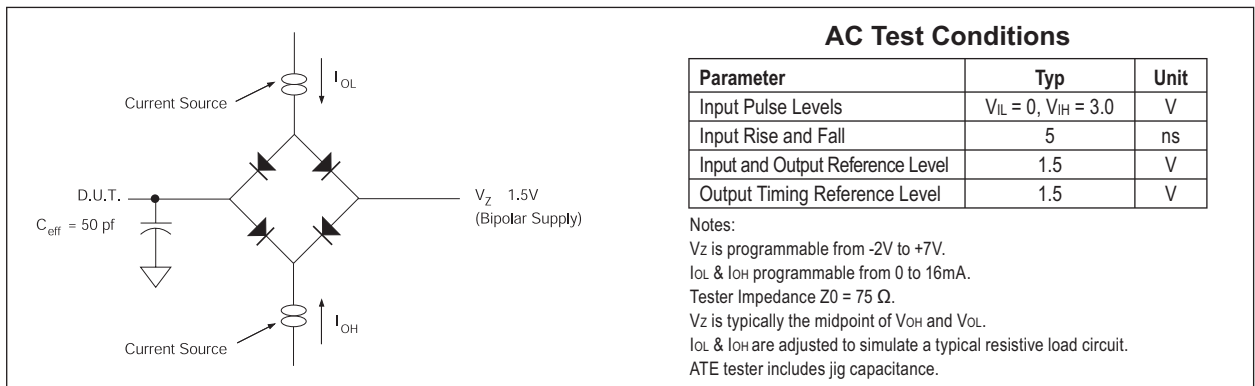 I_OL
Current Source
D.U.T.
C_eff = 50 pf
V_Z 1.5V
(Bipolar Supply)
I_OH
Current Source
AC Test Conditions
Parameter Typ Unit
Input Pulse Levels VIL = 0, VIH = 3.0 V
Input Rise and Fall 5 ns
Input and Output Reference Level 1.5 V
Output Timing Reference Level 1.5 V
Notes:
VZ is programmable from -2V to +7V.
IOL & IOH programmable from 0 to 16mA.
Tester Impedance Z0 = 75 Ω.
VZ is typically the midpoint of VOH and VOL.
IOL & IOH are adjusted to simulate a typical resistive load circuit.
ATE tester includes jig capacitance.